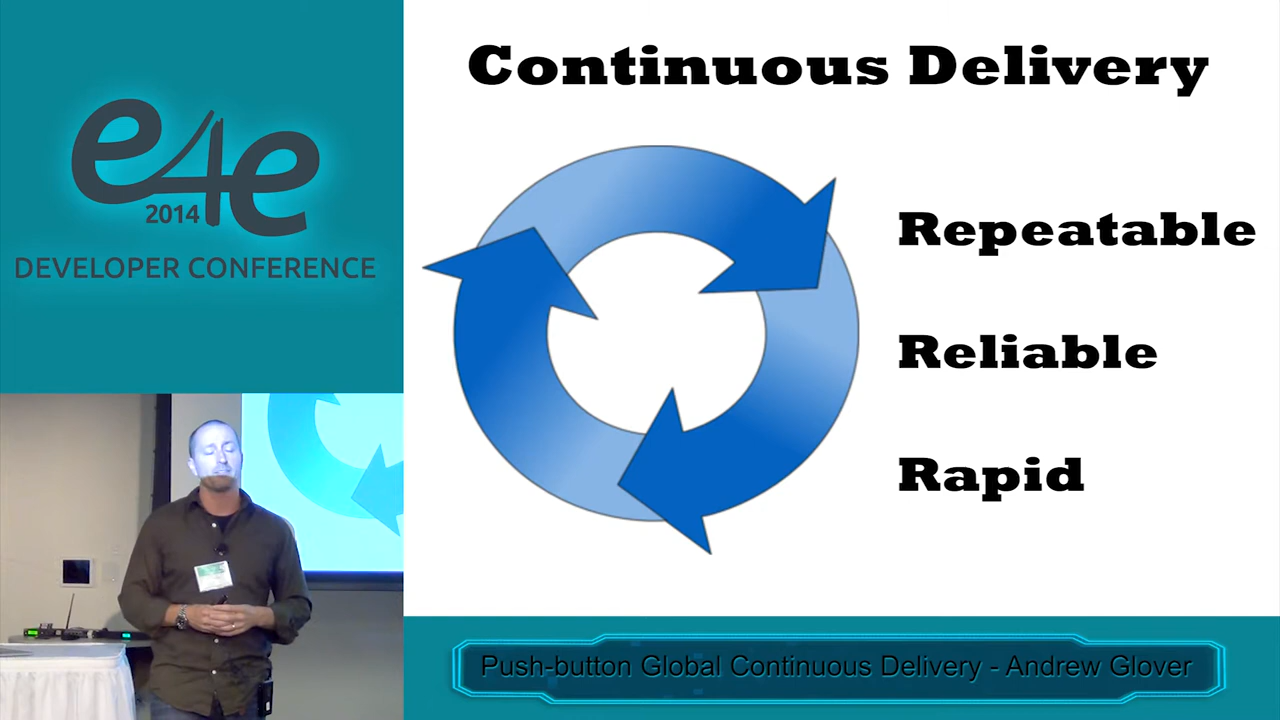 e4e
2014
DEVELOPER CONFERENCE
Continuous Delivery
Repeatable
Reliable
Rapid
Push-button Global Continuous Delivery - Andrew Glover